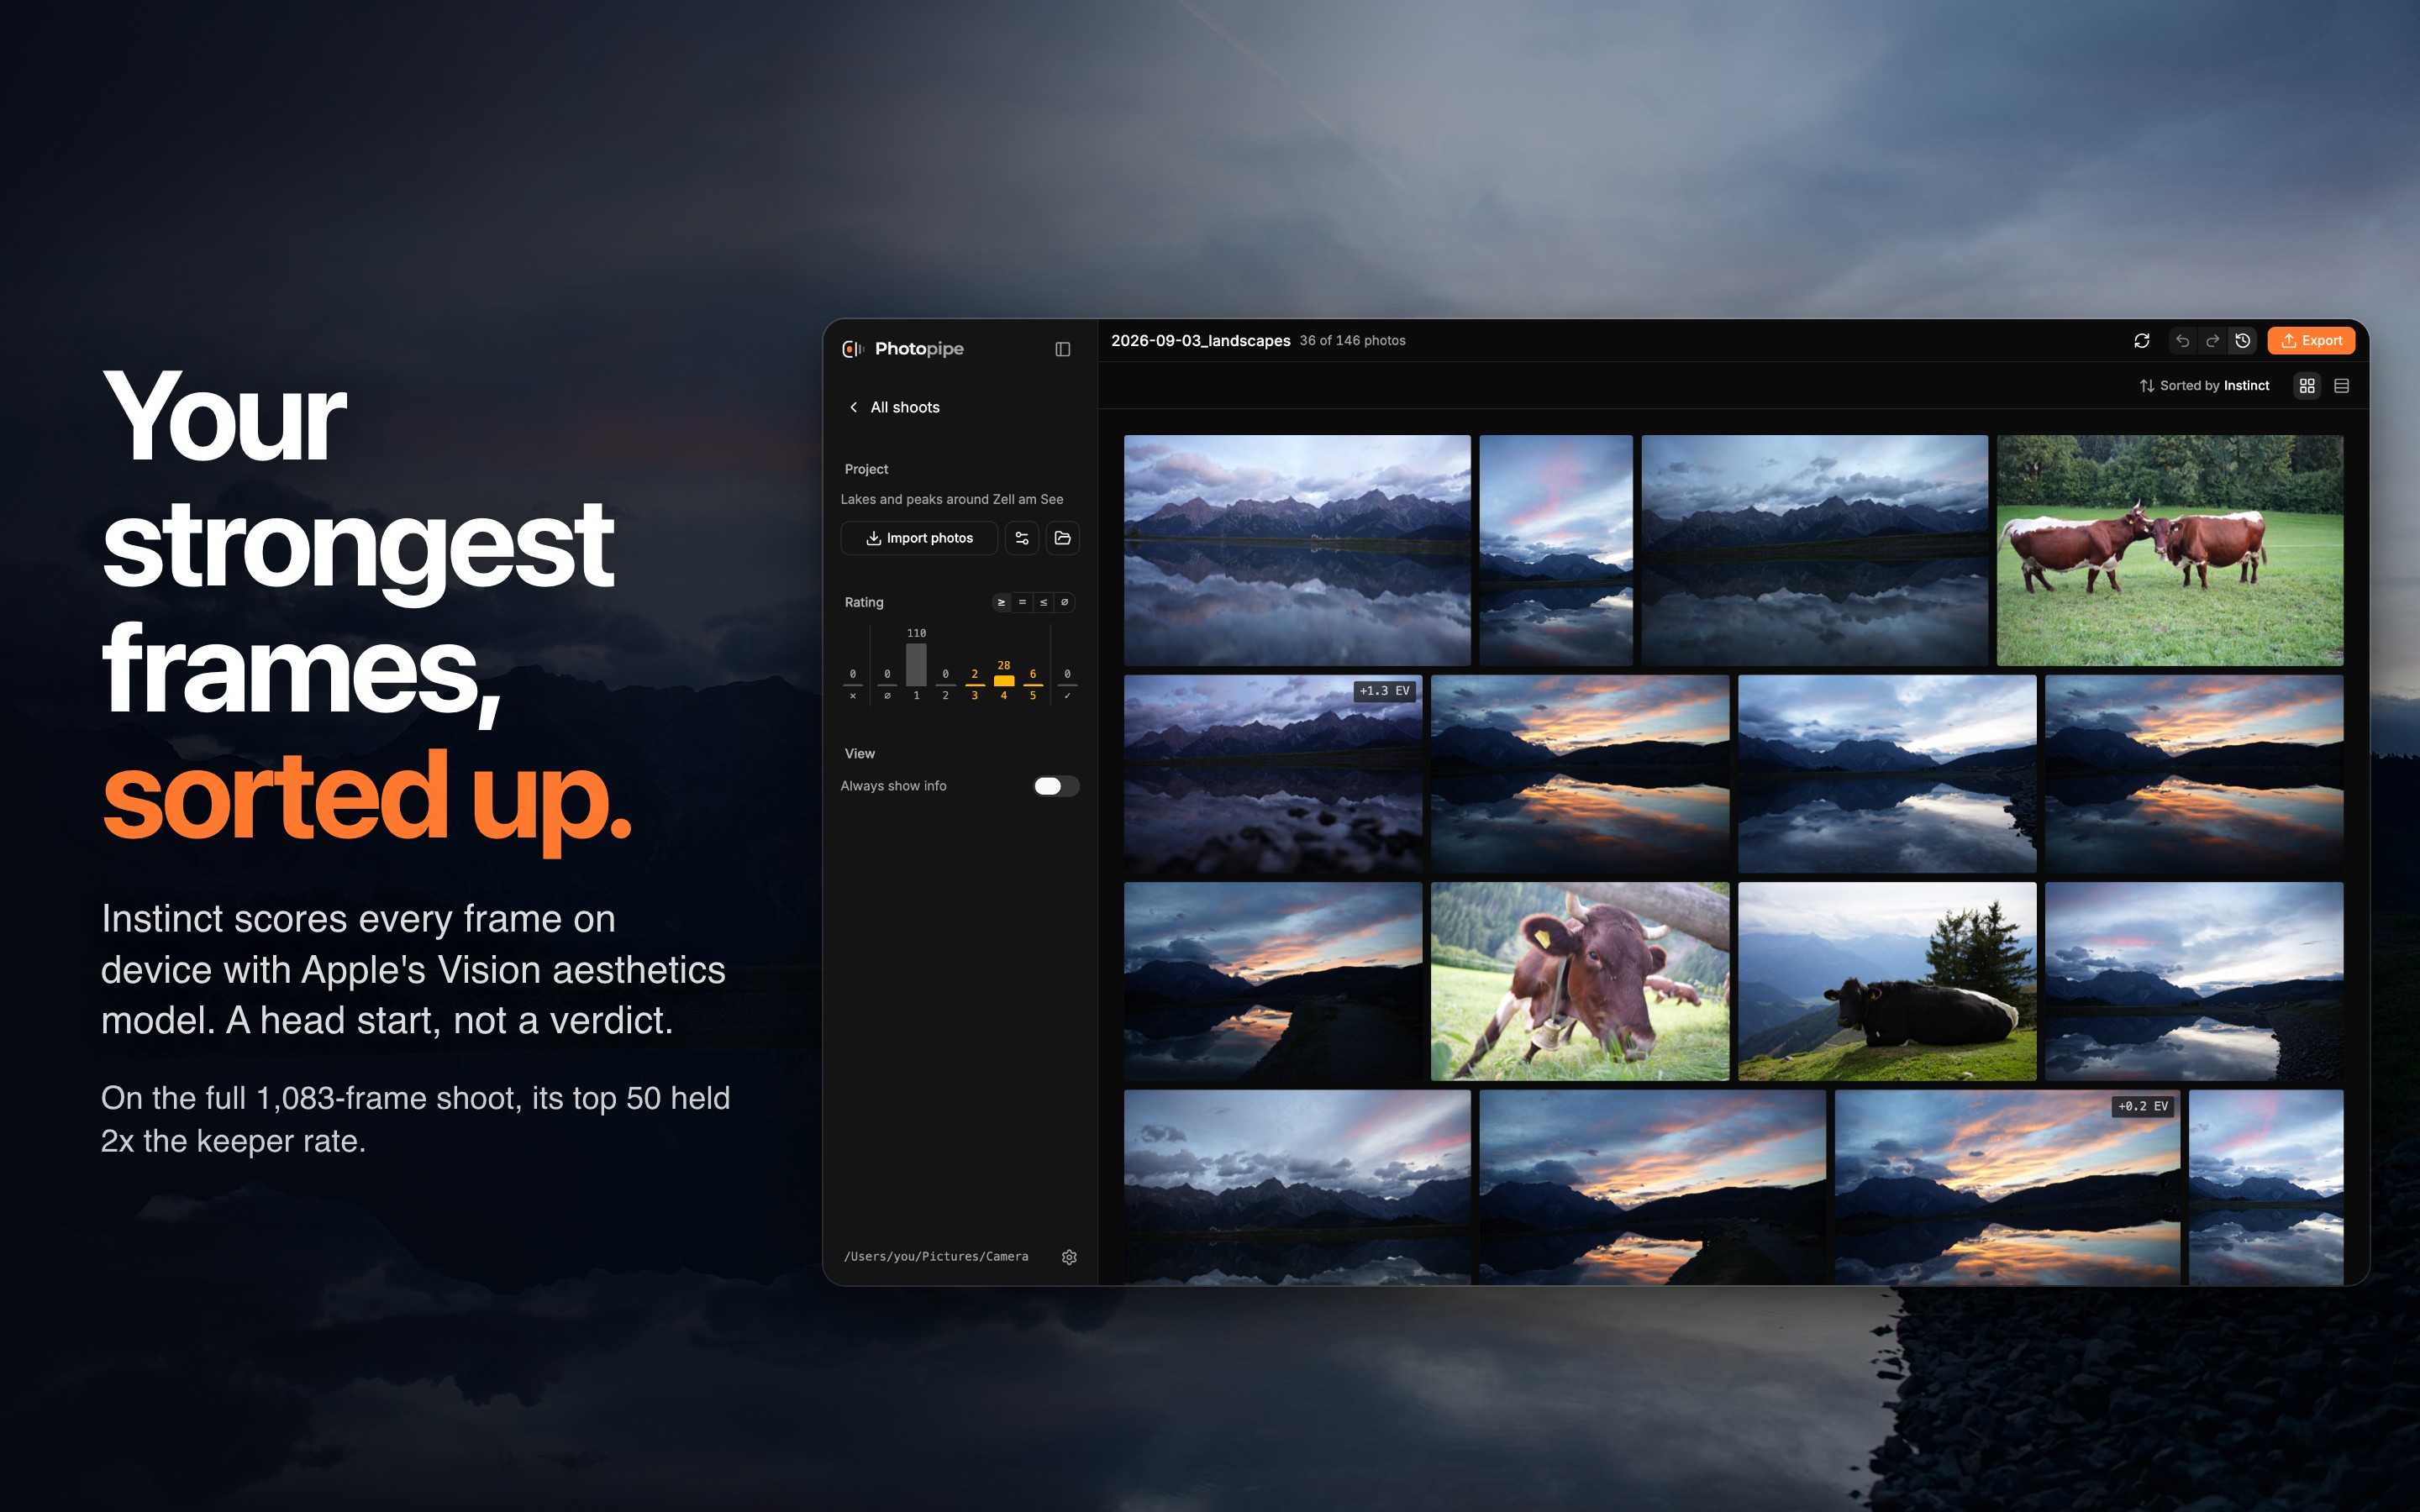 Your
strongest
frames,
sorted up.
Instinct scores every frame on
device with Apple's Vision aesthetics
model. A head start, not a verdict.
On the full 1,083-frame shoot, its top 50 held
2x the keeper rate.
Photopipe
All shoots
Project
Lakes and peaks around Zell am See
Import photos
Rating
≥ = ≤ ∅
110
0 0 0 2 28 6 0
× ∅ 1 2 3 4 5 ✓
View
Always show info
/Users/you/Pictures/Camera
2026-09-03_landscapes 36 of 146 photos
Export
Sorted by Instinct
+1.3 EV
+0.2 EV